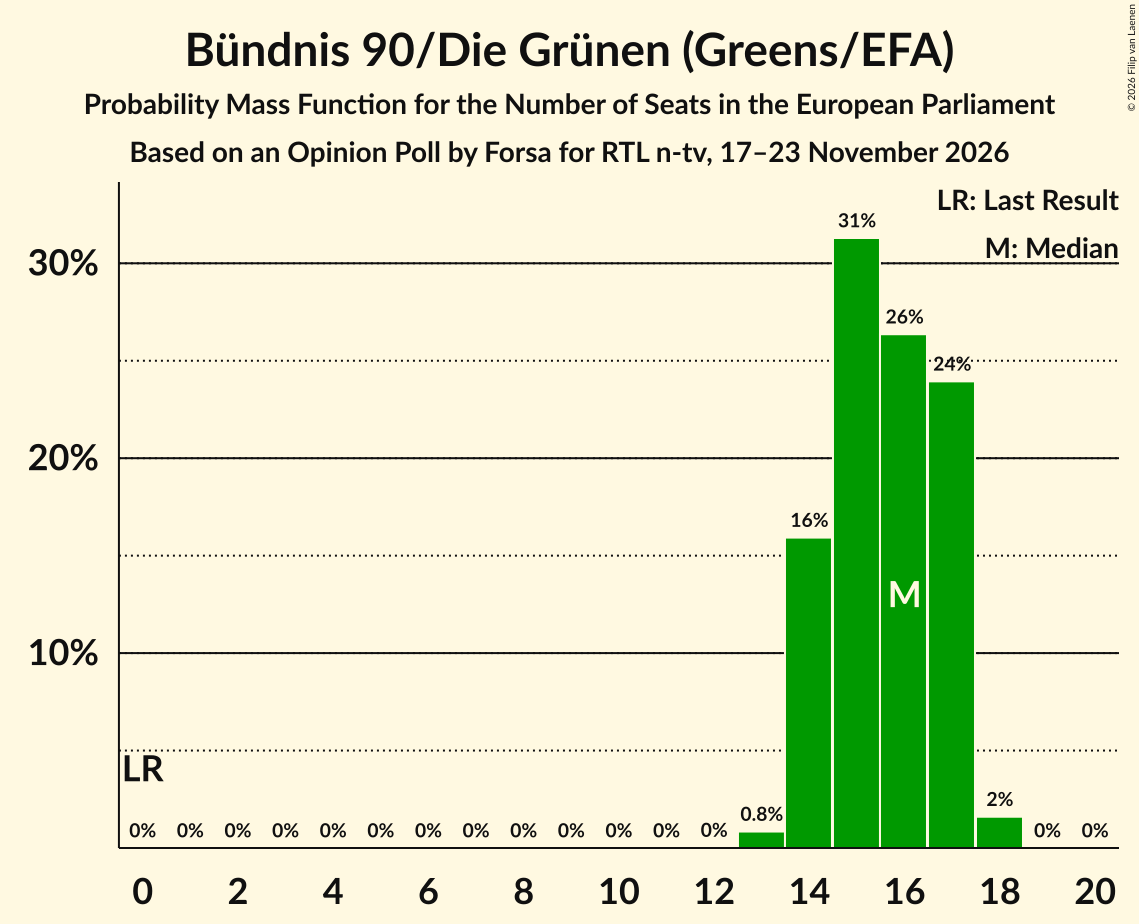 Bündnis 90/Die Grünen (Greens/EFA)
Probability Mass Function for the Number of Seats in the European Parliament
Based on an Opinion Poll by Forsa for RTL n-tv, 17–23 November 2026
© 2026 Filip van Laenen
LR: Last Result
M: Median
30%
20%
10%
31%
26%
24%
16%
M
LR
0% 0% 0% 0% 0% 0% 0% 0% 0% 0% 0% 0% 0% 0.8% 2% 0% 0%
0 2 4 6 8 10 12 14 16 18 20